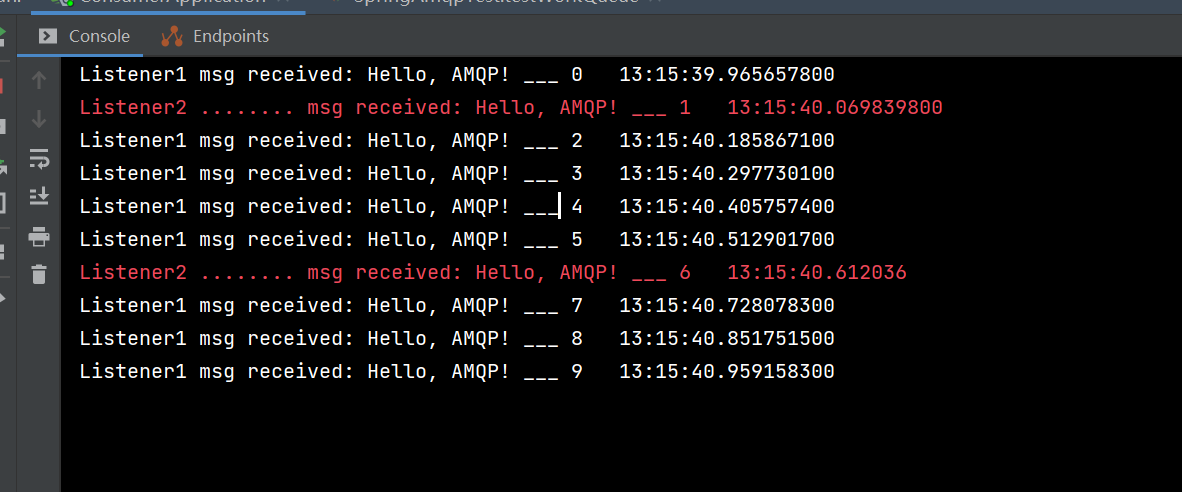 ConsumerApplication SpringAmqpTest.testWorkQueue
Console Endpoints
Listener1 msg received: Hello, AMQP! ___ 0 13:15:39.965657800
Listener2 ........ msg received: Hello, AMQP! ___ 1 13:15:40.069839800
Listener1 msg received: Hello, AMQP! ___ 2 13:15:40.185867100
Listener1 msg received: Hello, AMQP! ___ 3 13:15:40.297730100
Listener1 msg received: Hello, AMQP! ___ 4 13:15:40.405757400
Listener1 msg received: Hello, AMQP! ___ 5 13:15:40.512901700
Listener2 ........ msg received: Hello, AMQP! ___ 6 13:15:40.612036
Listener1 msg received: Hello, AMQP! ___ 7 13:15:40.728078300
Listener1 msg received: Hello, AMQP! ___ 8 13:15:40.851751500
Listener1 msg received: Hello, AMQP! ___ 9 13:15:40.959158300